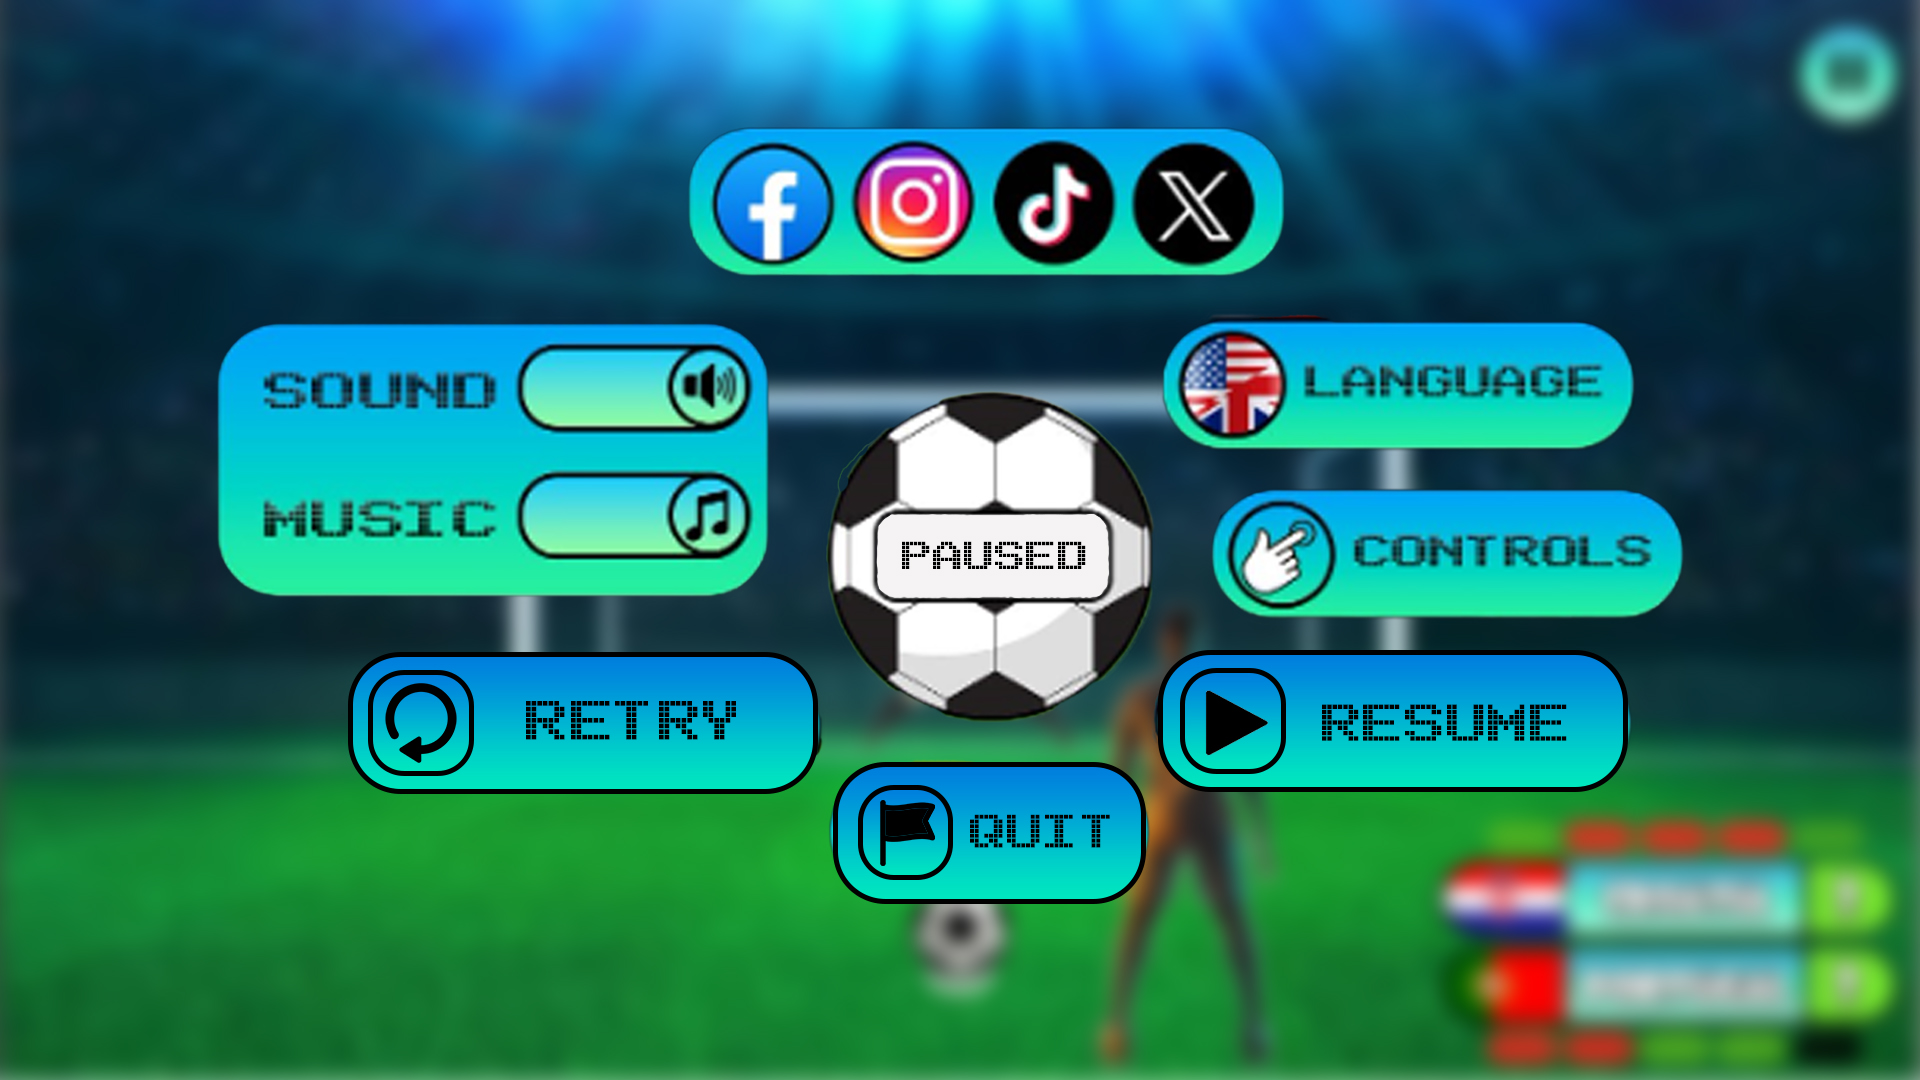 SOUND
MUSIC
LANGUAGE
CONTROLS
PAUSED
RETRY
RESUME
QUIT